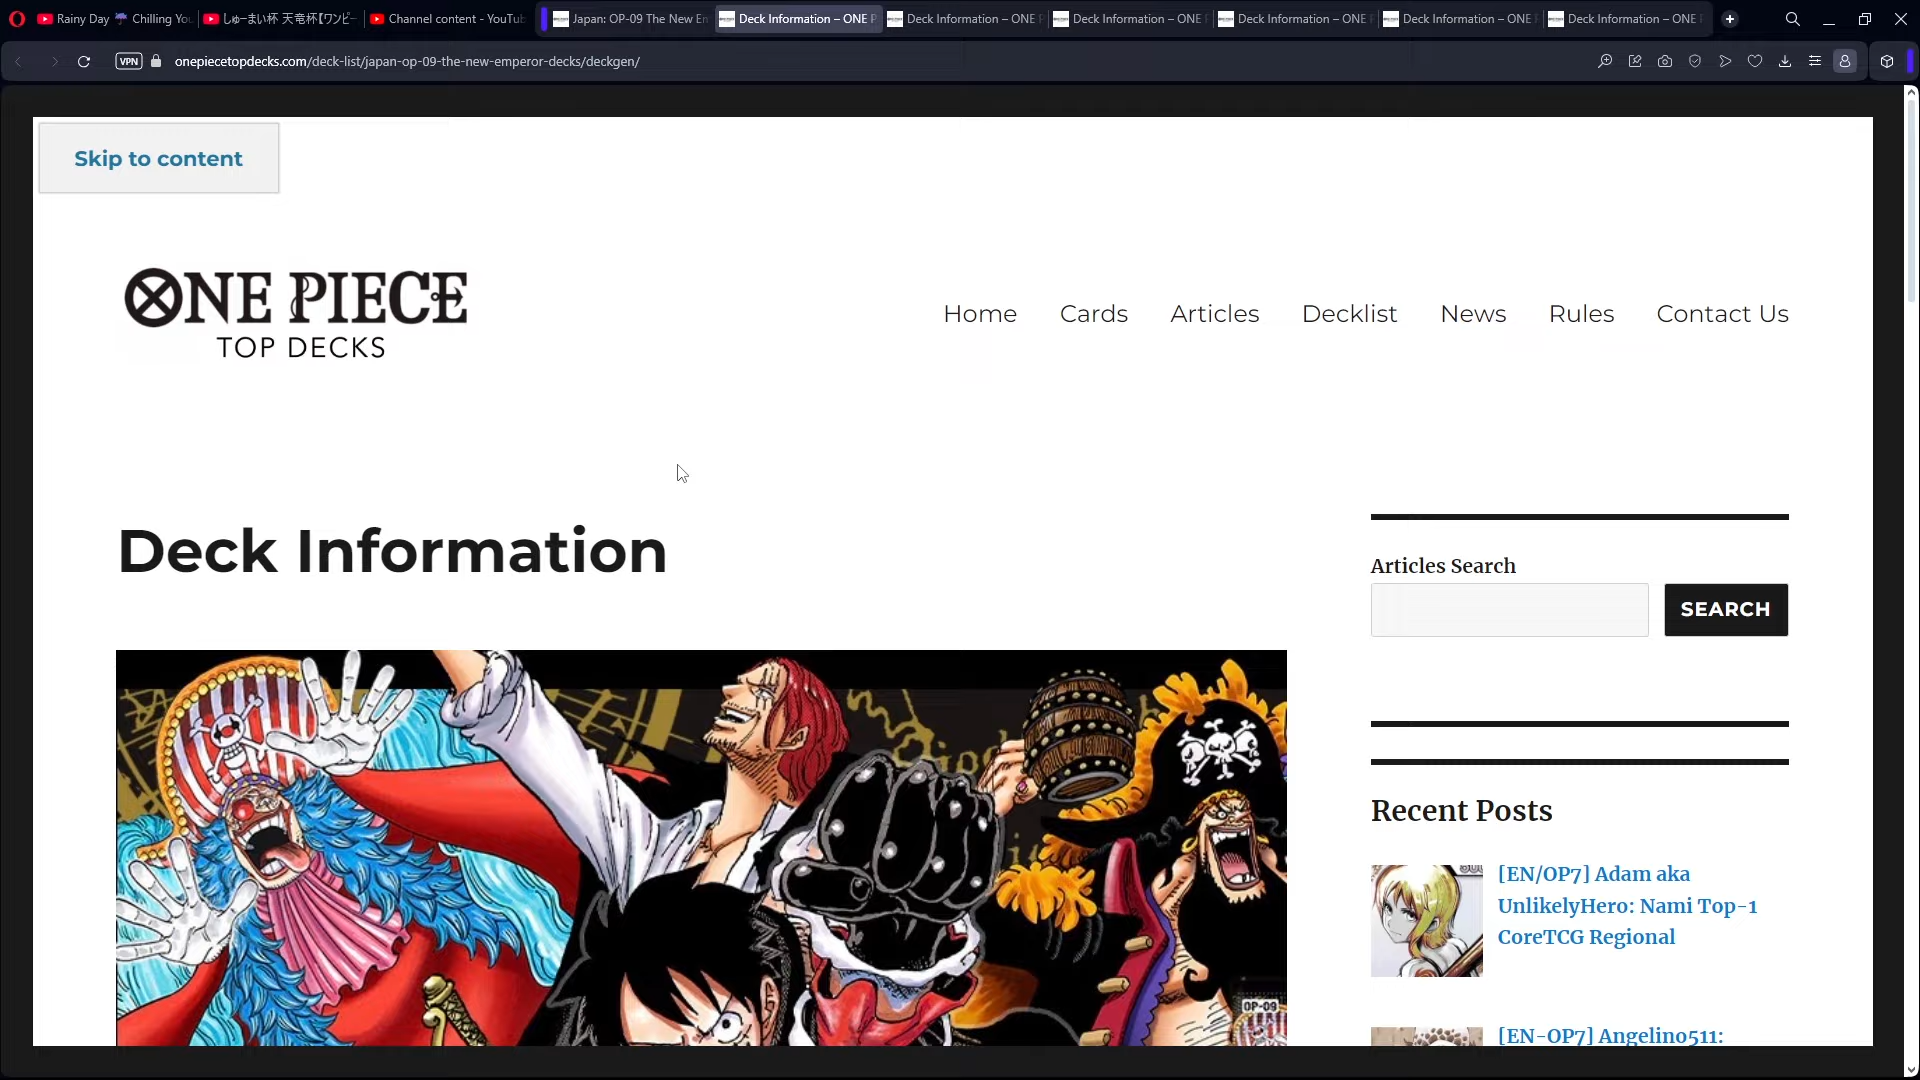 Rainy Day ☔ Chilling You
しゅーまい杯 天竜杯【ワンピー
Channel content - YouTub
Japan: OP-09 The New Em
Deck Information – ONE P
Deck Information – ONE P
Deck Information – ONE P
Deck Information – ONE P
Deck Information – ONE P
Deck Information – ONE P
VPN
onepiecetopdecks.com/deck-list/japan-op-09-the-new-emperor-decks/deckgen/
Skip to content
ONE PIECE
TOP DECKS
Home
Cards
Articles
Decklist
News
Rules
Contact Us
Deck Information
Articles Search
SEARCH
Recent Posts
[EN/OP7] Adam aka
UnlikelyHero: Nami Top-1
CoreTCG Regional
[EN-OP7] Angelino511:
OP-09